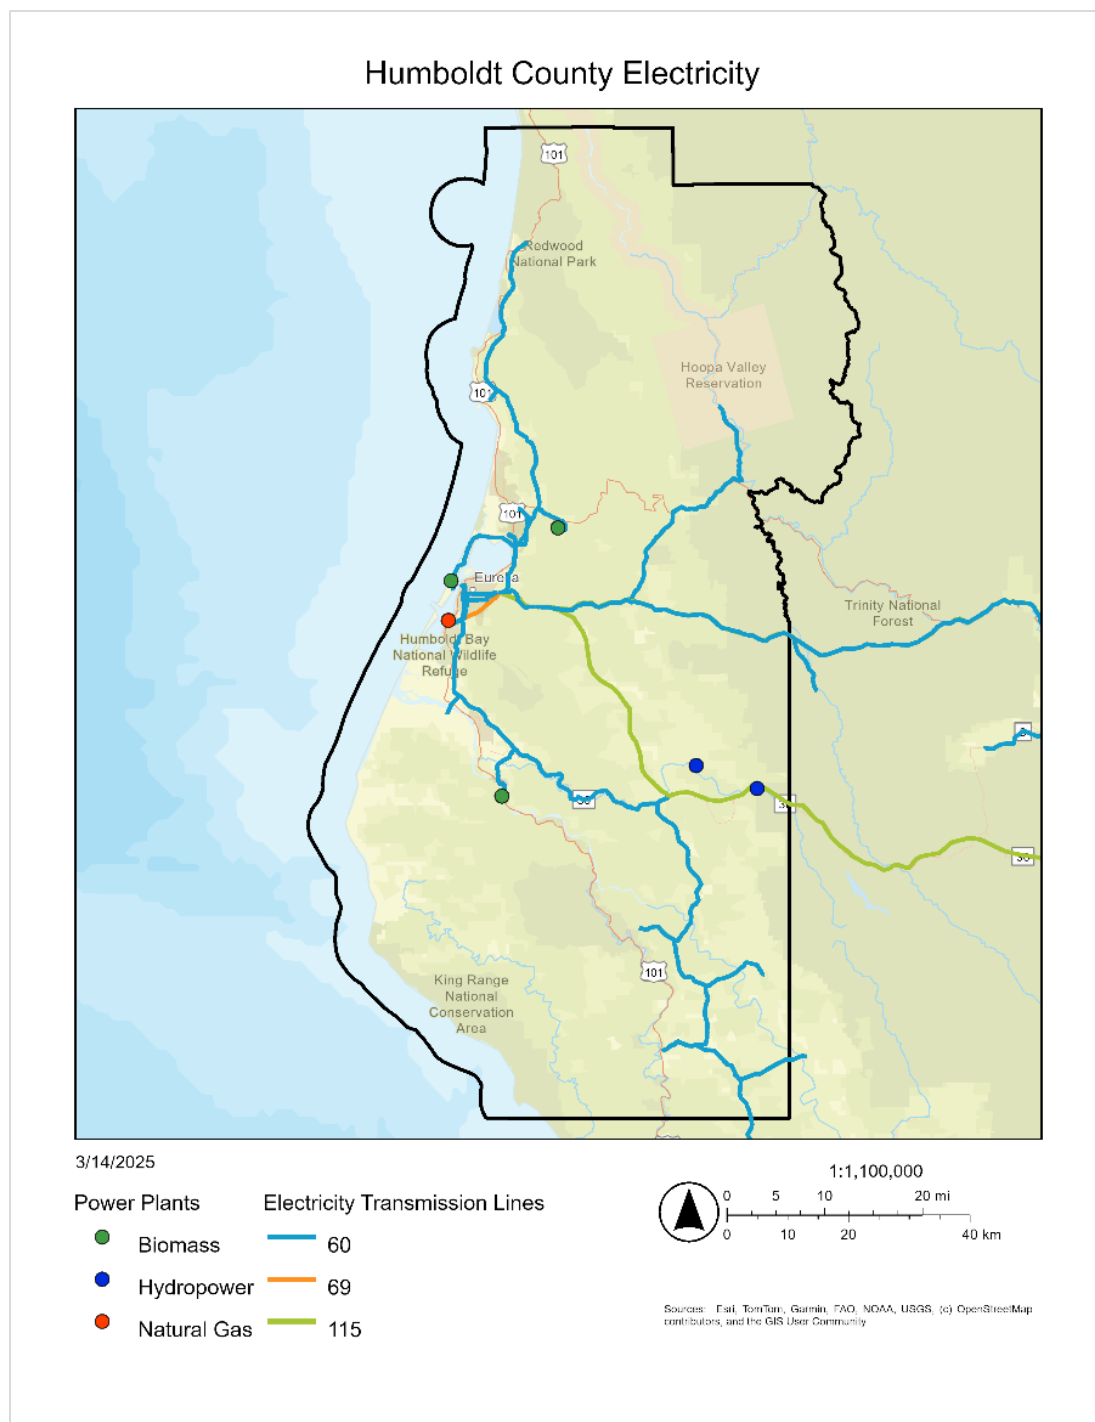 Humboldt County Electricity
101
Redwood
National Park
Hoopa Valley
Reservation
101
101
Eureka
Trinity National
Forest
Humboldt Bay
National Wildlife
Refuge
36
101
King Range
National
Conservation
Area
3/14/2025
1:1,100,000
Power Plants
Electricity Transmission Lines
0 5 10 20 mi
0 10 20 40 km
Biomass
60
Hydropower
69
Natural Gas
115
Sources: Esri, TomTom, Garmin, FAO, NOAA, USGS, (c) OpenStreetMap
contributors, and the GIS User Community